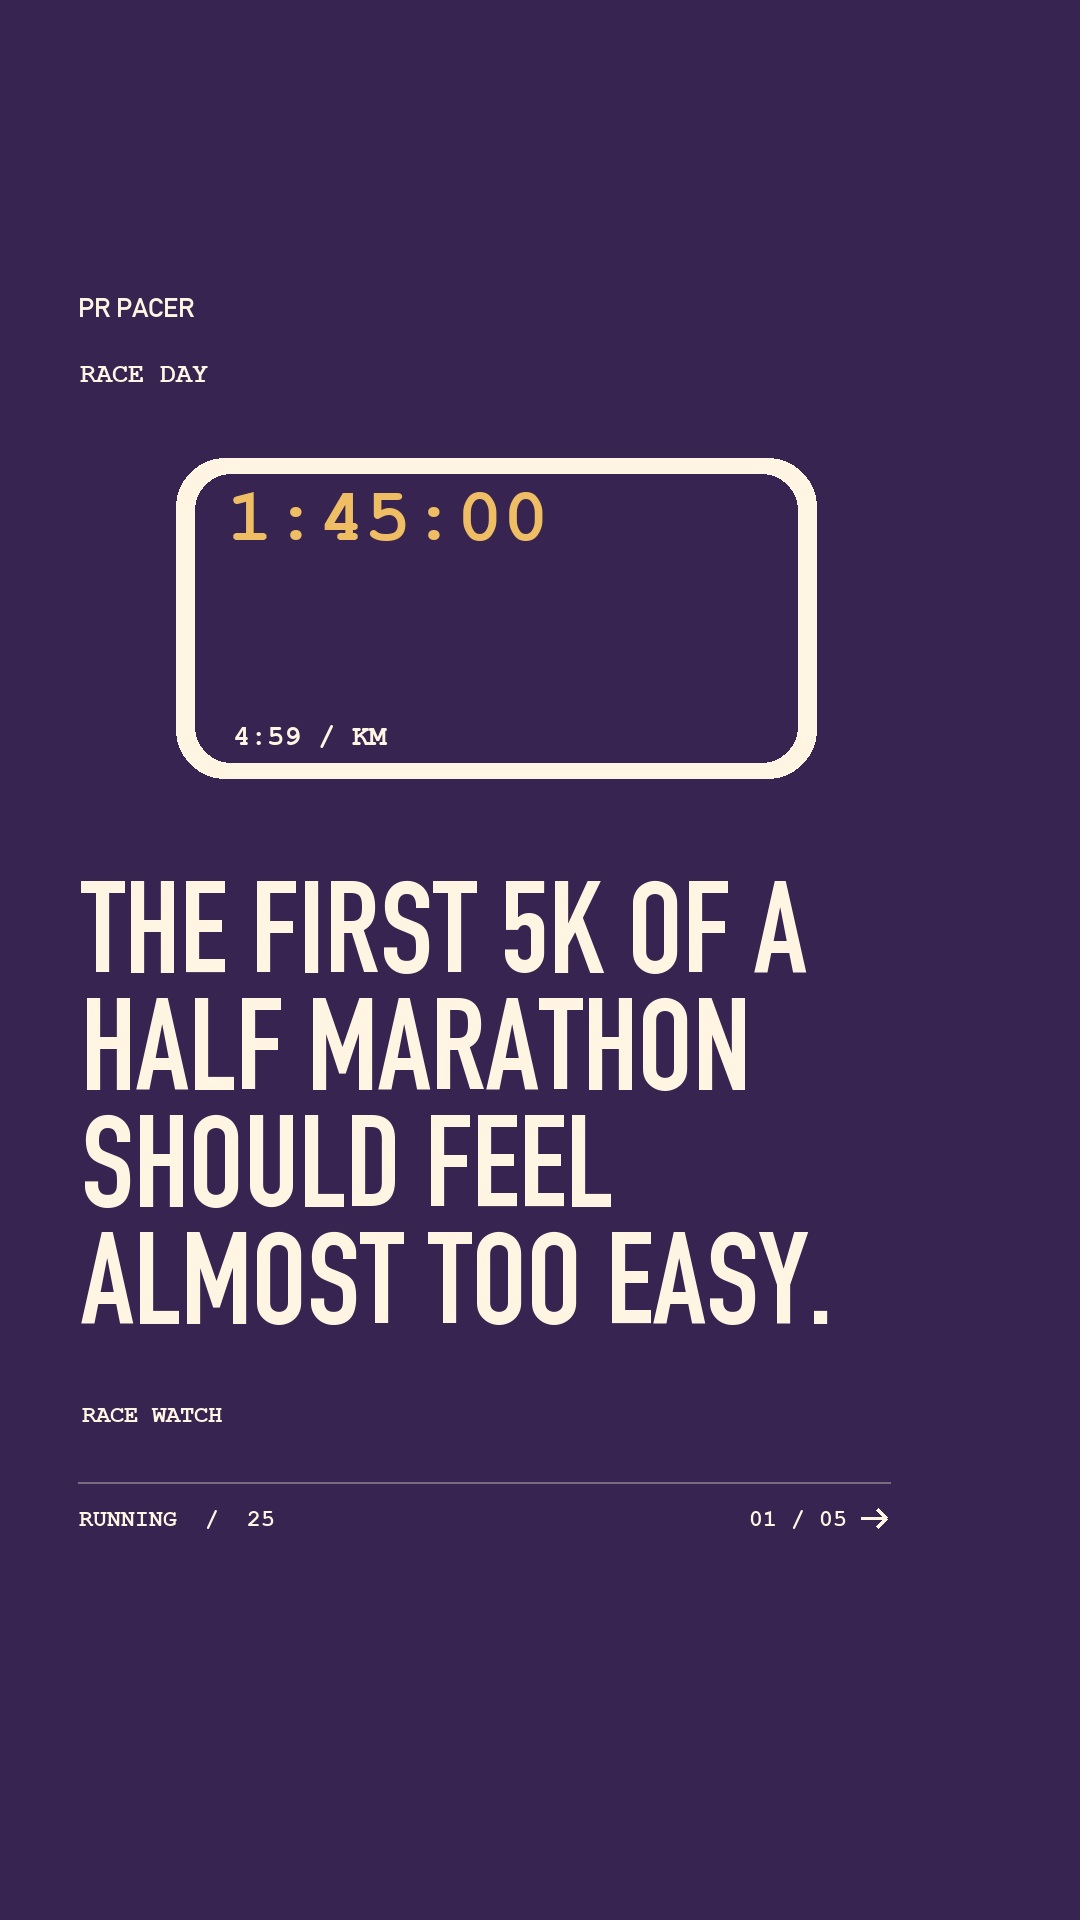 PR PACER
RACE DAY
1:45:00
4:59 / KM
THE FIRST 5K OF A
HALF MARATHON
SHOULD FEEL
ALMOST TOO EASY.
RACE WATCH
RUNNING / 25
01 / 05 →